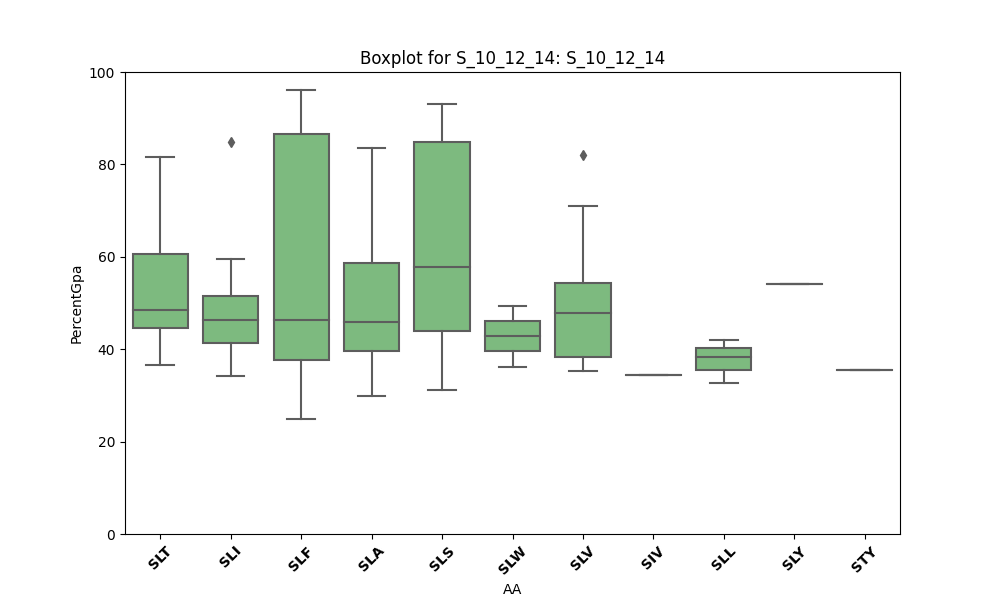 Boxplot for S_10_12_14: S_10_12_14
PercentGpa
100
80
60
40
20
0
SLT
SLI
SLF
SLA
SLS
SLW
SLV
SIV
SLL
SLY
STY
AA